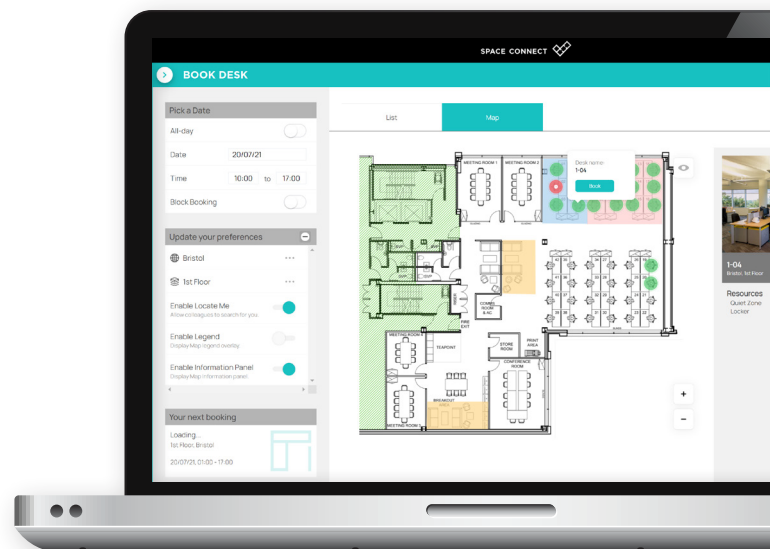 SPACE CONNECT
BOOK DESK
Pick a Date
All-day
Date 20/07/21
Time 10:00 to 17:00
Block Booking
Update your preferences
Bristol
1st Floor
Enable Locate Me
Allow colleagues to search for you.
Enable Legend
Display Map legend overlay
Enable Information Panel
Display Map Information panel
Your next booking
Loading...
1st Floor, Bristol
20/07/21, 01:00 - 17:00
List
Map
MEETING ROOM 1
MEETING ROOM 2
Desk name:
1-04
Book
COMMS
ROOM
& AC
RISER
FIRE
EXIT
MEETING ROOM
TEAPOINT
STORE
ROOM
PRINT
AREA
CONFERENCE
ROOM
BREAKOUT
MEETING ROOM
+
−
1-04
Bristol, 1st Floor
Resources
Quiet Zone
Locker